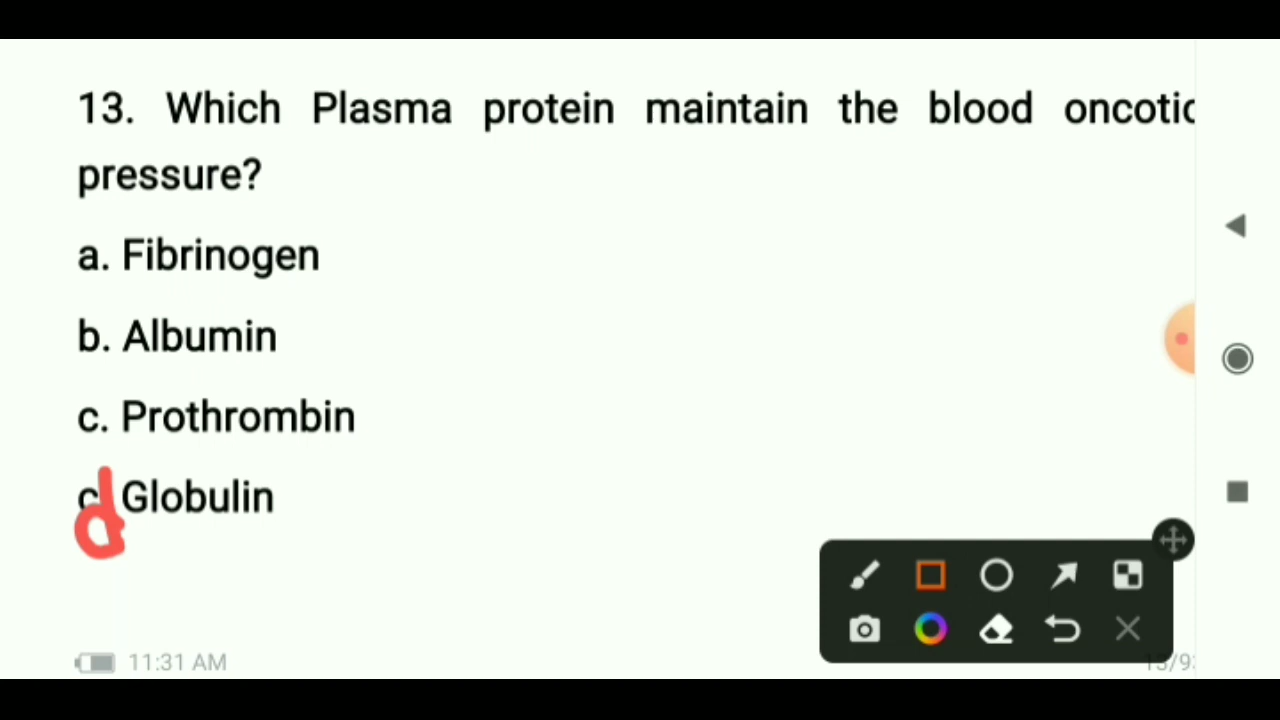 13. Which Plasma protein maintain the blood oncotic
pressure?
a. Fibrinogen
b. Albumin
c. Prothrombin
d Globulin
11:31 AM